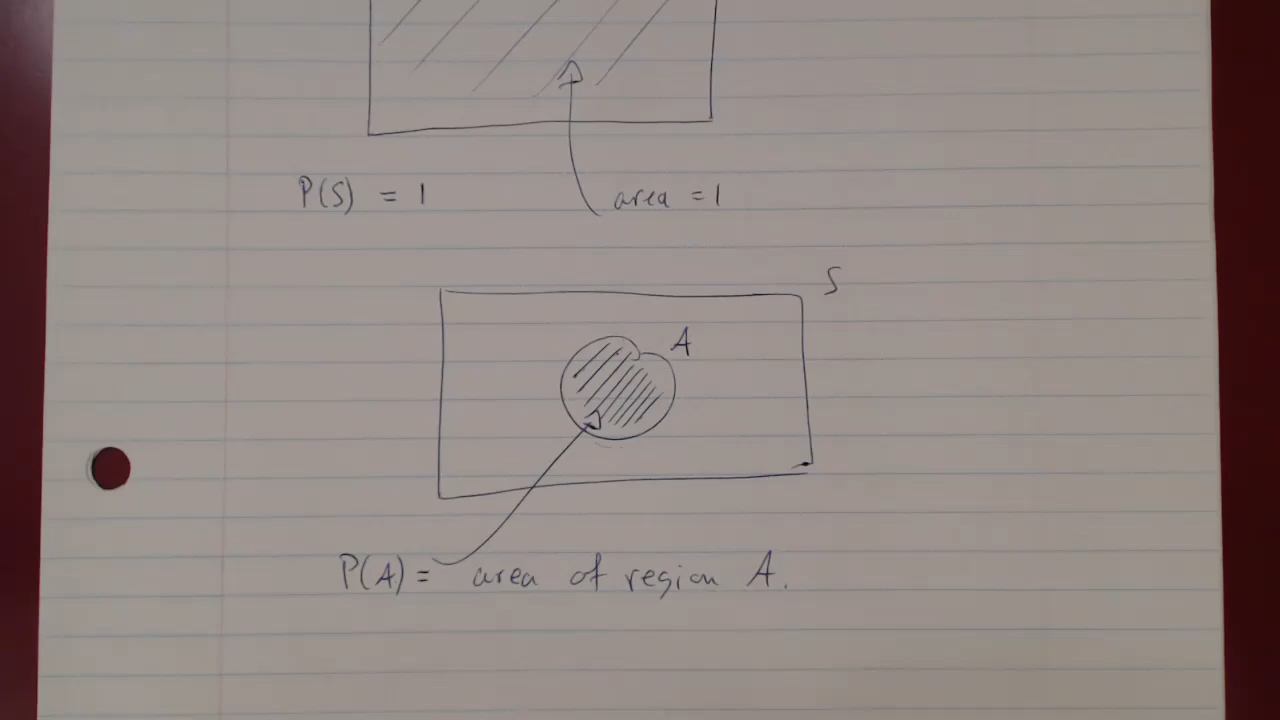 P(S) = 1
area = 1
S
A
P(A) = area of region A.